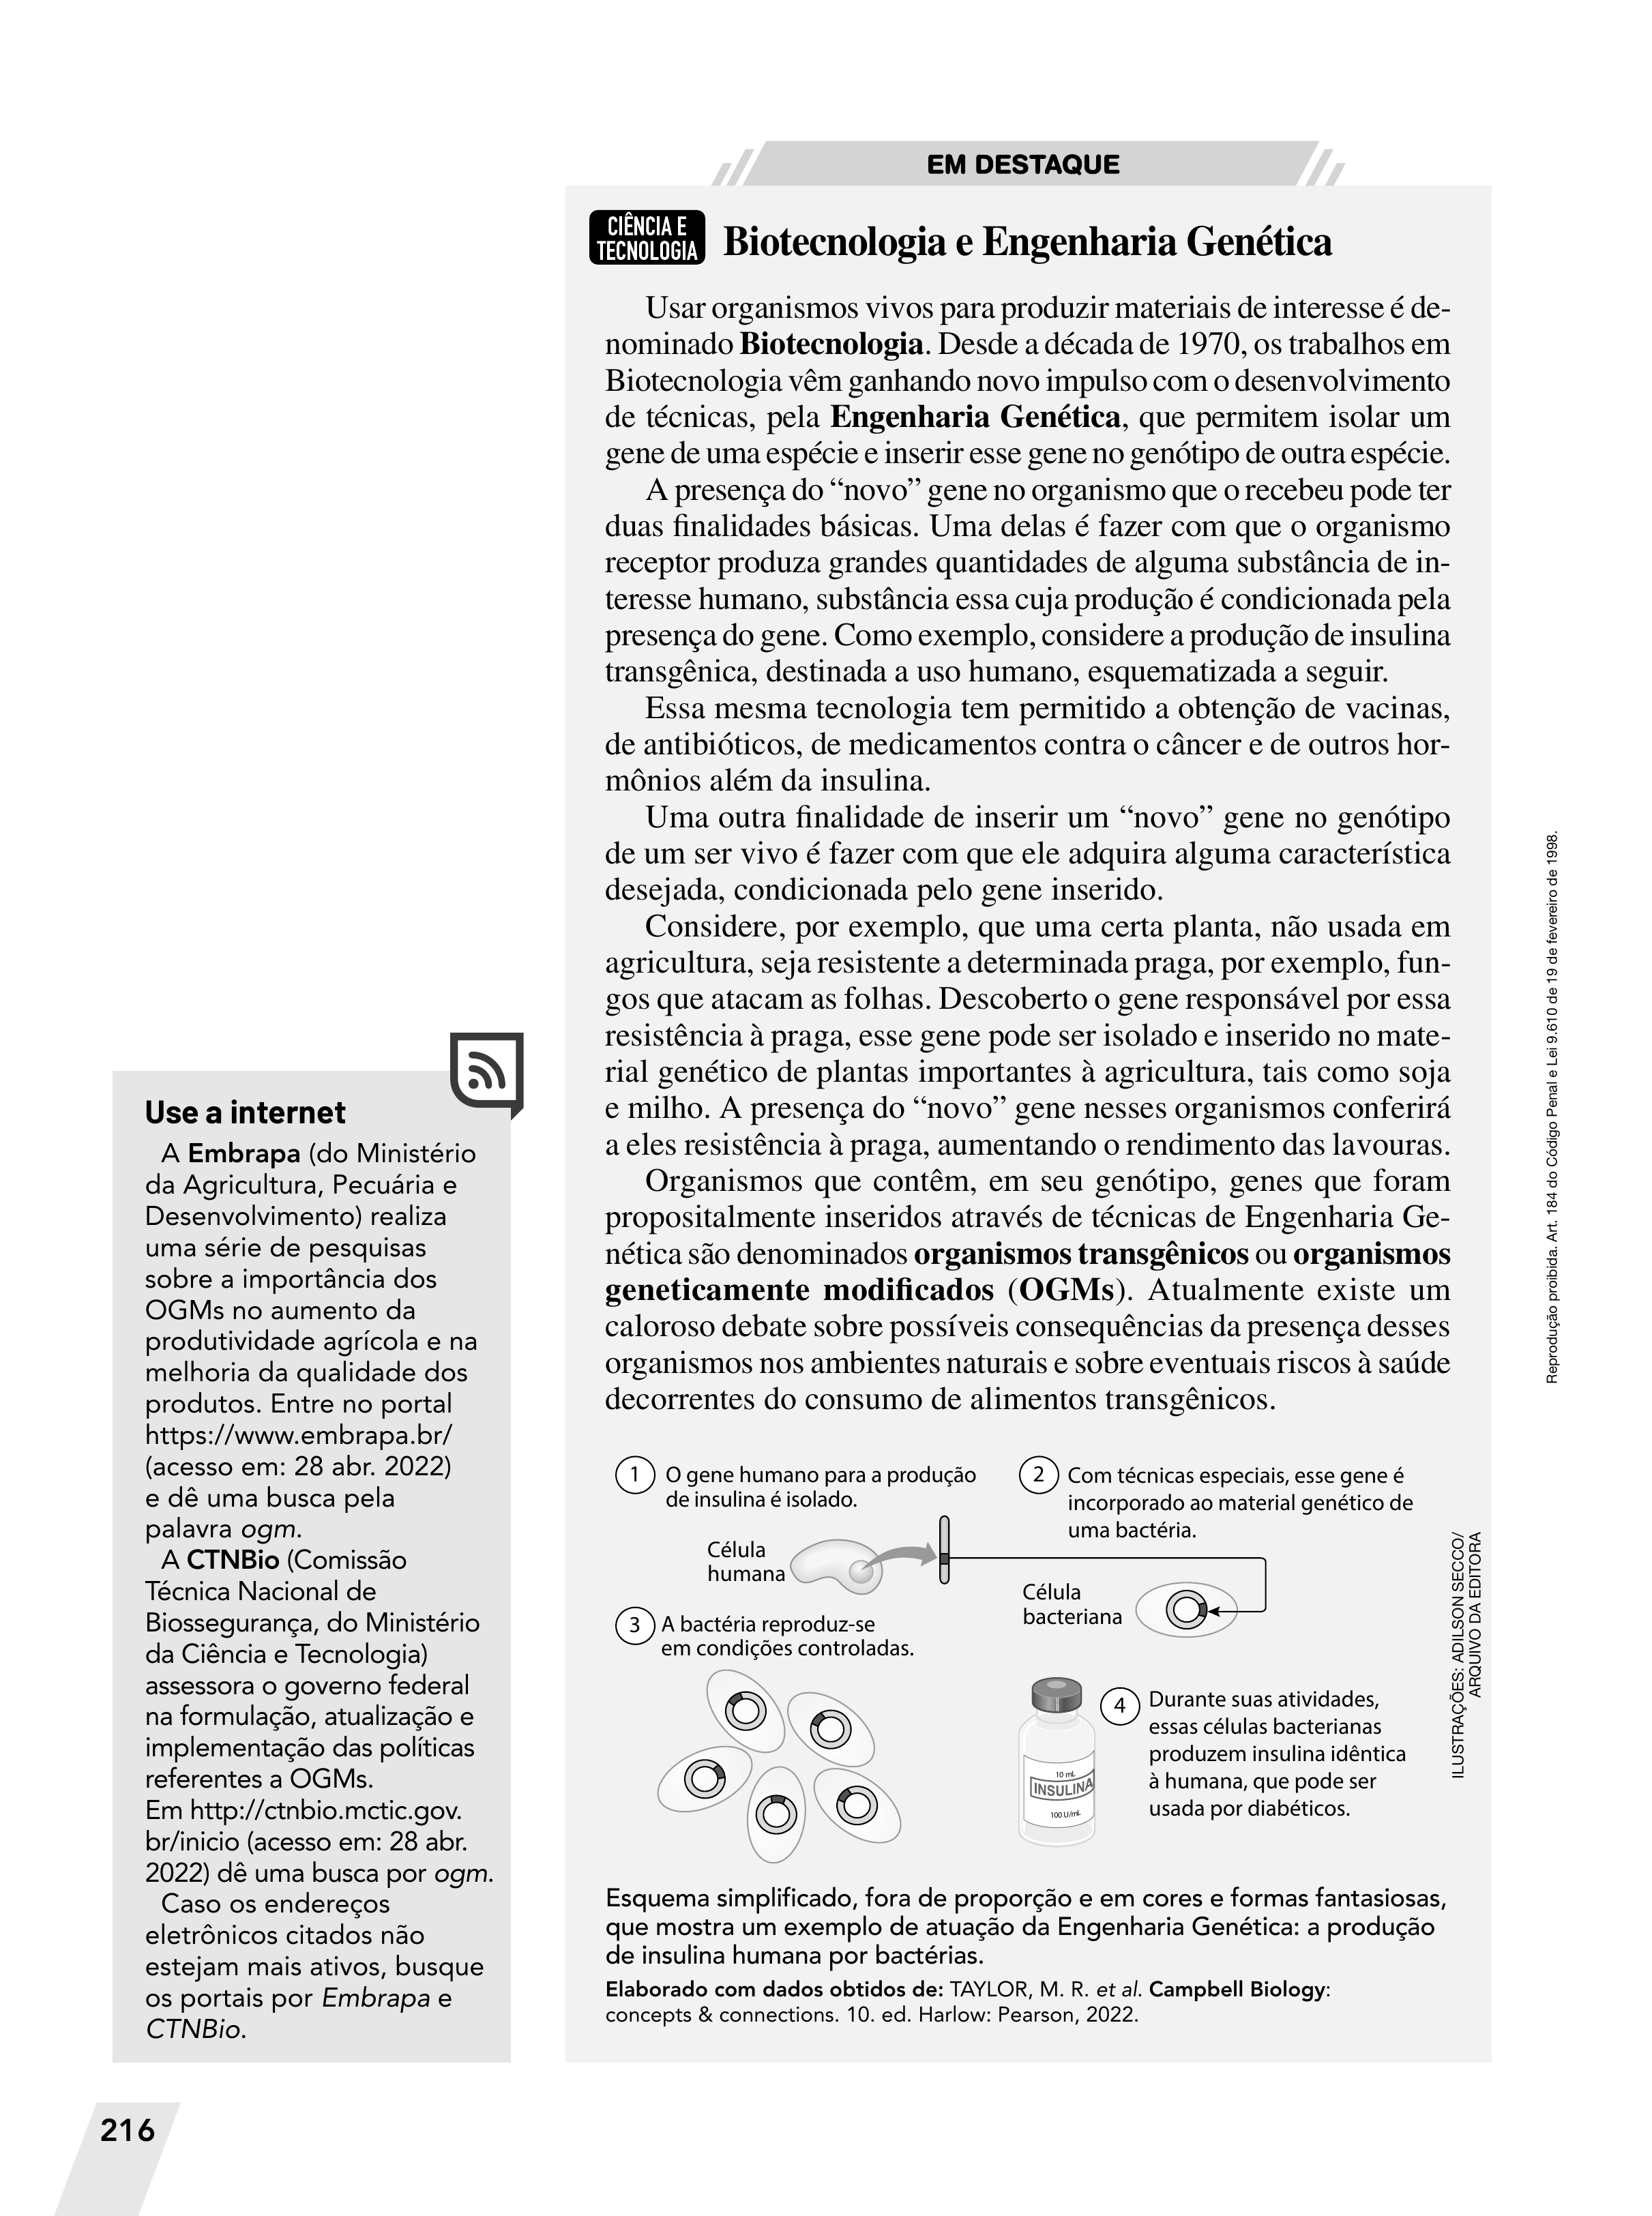 EM DESTAQUE
CIÊNCIA E
TECNOLOGIA
Biotecnologia e Engenharia Genética
Usar organismos vivos para produzir materiais de interesse é de-
nominado Biotecnologia. Desde a década de 1970, os trabalhos em
Biotecnologia vêm ganhando novo impulso com o desenvolvimento
de técnicas, pela Engenharia Genética, que permitem isolar um
gene de uma espécie e inserir esse gene no genótipo de outra espécie.
A presença do “novo” gene no organismo que o recebeu pode ter
duas finalidades básicas. Uma delas é fazer com que o organismo
receptor produza grandes quantidades de alguma substância de in-
teresse humano, substância essa cuja produção é condicionada pela
presença do gene. Como exemplo, considere a produção de insulina
transgênica, destinada a uso humano, esquematizada a seguir.
Essa mesma tecnologia tem permitido a obtenção de vacinas,
de antibióticos, de medicamentos contra o câncer e de outros hor-
mônios além da insulina.
Uma outra finalidade de inserir um “novo” gene no genótipo
de um ser vivo é fazer com que ele adquira alguma característica
desejada, condicionada pelo gene inserido.
Considere, por exemplo, que uma certa planta, não usada em
agricultura, seja resistente a determinada praga, por exemplo, fun-
gos que atacam as folhas. Descoberto o gene responsável por essa
resistência à praga, esse gene pode ser isolado e inserido no mate-
rial genético de plantas importantes à agricultura, tais como soja
e milho. A presença do “novo” gene nesses organismos conferirá
a eles resistência à praga, aumentando o rendimento das lavouras.
Organismos que contêm, em seu genótipo, genes que foram
propositalmente inseridos através de técnicas de Engenharia Ge-
nética são denominados organismos transgênicos ou organismos
geneticamente modificados (OGMs). Atualmente existe um
caloroso debate sobre possíveis consequências da presença desses
organismos nos ambientes naturais e sobre eventuais riscos à saúde
decorrentes do consumo de alimentos transgênicos.
1
O gene humano para a produção
de insulina é isolado.
Célula
humana
2
Com técnicas especiais, esse gene é
incorporado ao material genético de
uma bactéria.
Célula
bacteriana
3
A bactéria reproduz-se
em condições controladas.
10 mL
INSULINA
100 U/mL
4
Durante suas atividades,
essas células bacterianas
produzem insulina idêntica
à humana, que pode ser
usada por diabéticos.
ILUSTRAÇÕES: ADILSON SECCO/
ARQUIVO DA EDITORA
Esquema simplificado, fora de proporção e em cores e formas fantasiosas,
que mostra um exemplo de atuação da Engenharia Genética: a produção
de insulina humana por bactérias.
Elaborado com dados obtidos de: TAYLOR, M. R. et al. Campbell Biology:
concepts & connections. 10. ed. Harlow: Pearson, 2022.
Use a internet
A Embrapa (do Ministério
da Agricultura, Pecuária e
Desenvolvimento) realiza
uma série de pesquisas
sobre a importância dos
OGMs no aumento da
produtividade agrícola e na
melhoria da qualidade dos
produtos. Entre no portal
https://www.embrapa.br/
(acesso em: 28 abr. 2022)
e dê uma busca pela
palavra ogm.
A CTNBio (Comissão
Técnica Nacional de
Biossegurança, do Ministério
da Ciência e Tecnologia)
assessora o governo federal
na formulação, atualização e
implementação das políticas
referentes a OGMs.
Em http://ctnbio.mctic.gov.
br/inicio (acesso em: 28 abr.
2022) dê uma busca por ogm.
Caso os endereços
eletrônicos citados não
estejam mais ativos, busque
os portais por Embrapa e
CTNBio.
Reprodução proibida. Art. 184 do Código Penal e Lei 9.610 de 19 de fevereiro de 1998.
216